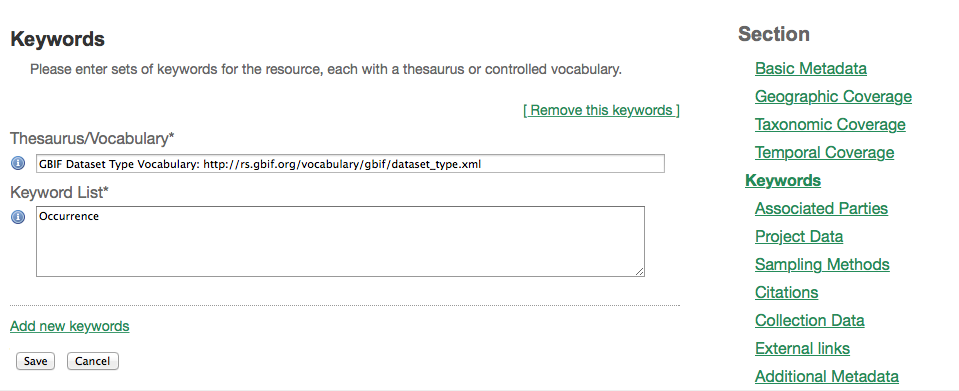 Keywords
Please enter sets of keywords for the resource, each with a thesaurus or controlled vocabulary.
[ Remove this keywords ]
Thesaurus/Vocabulary*
GBIF Dataset Type Vocabulary: http://rs.gbif.org/vocabulary/gbif/dataset_type.xml
Keyword List*
Occurrence
Add new keywords
Save
Cancel
Section
Basic Metadata
Geographic Coverage
Taxonomic Coverage
Temporal Coverage
Keywords
Associated Parties
Project Data
Sampling Methods
Citations
Collection Data
External links
Additional Metadata